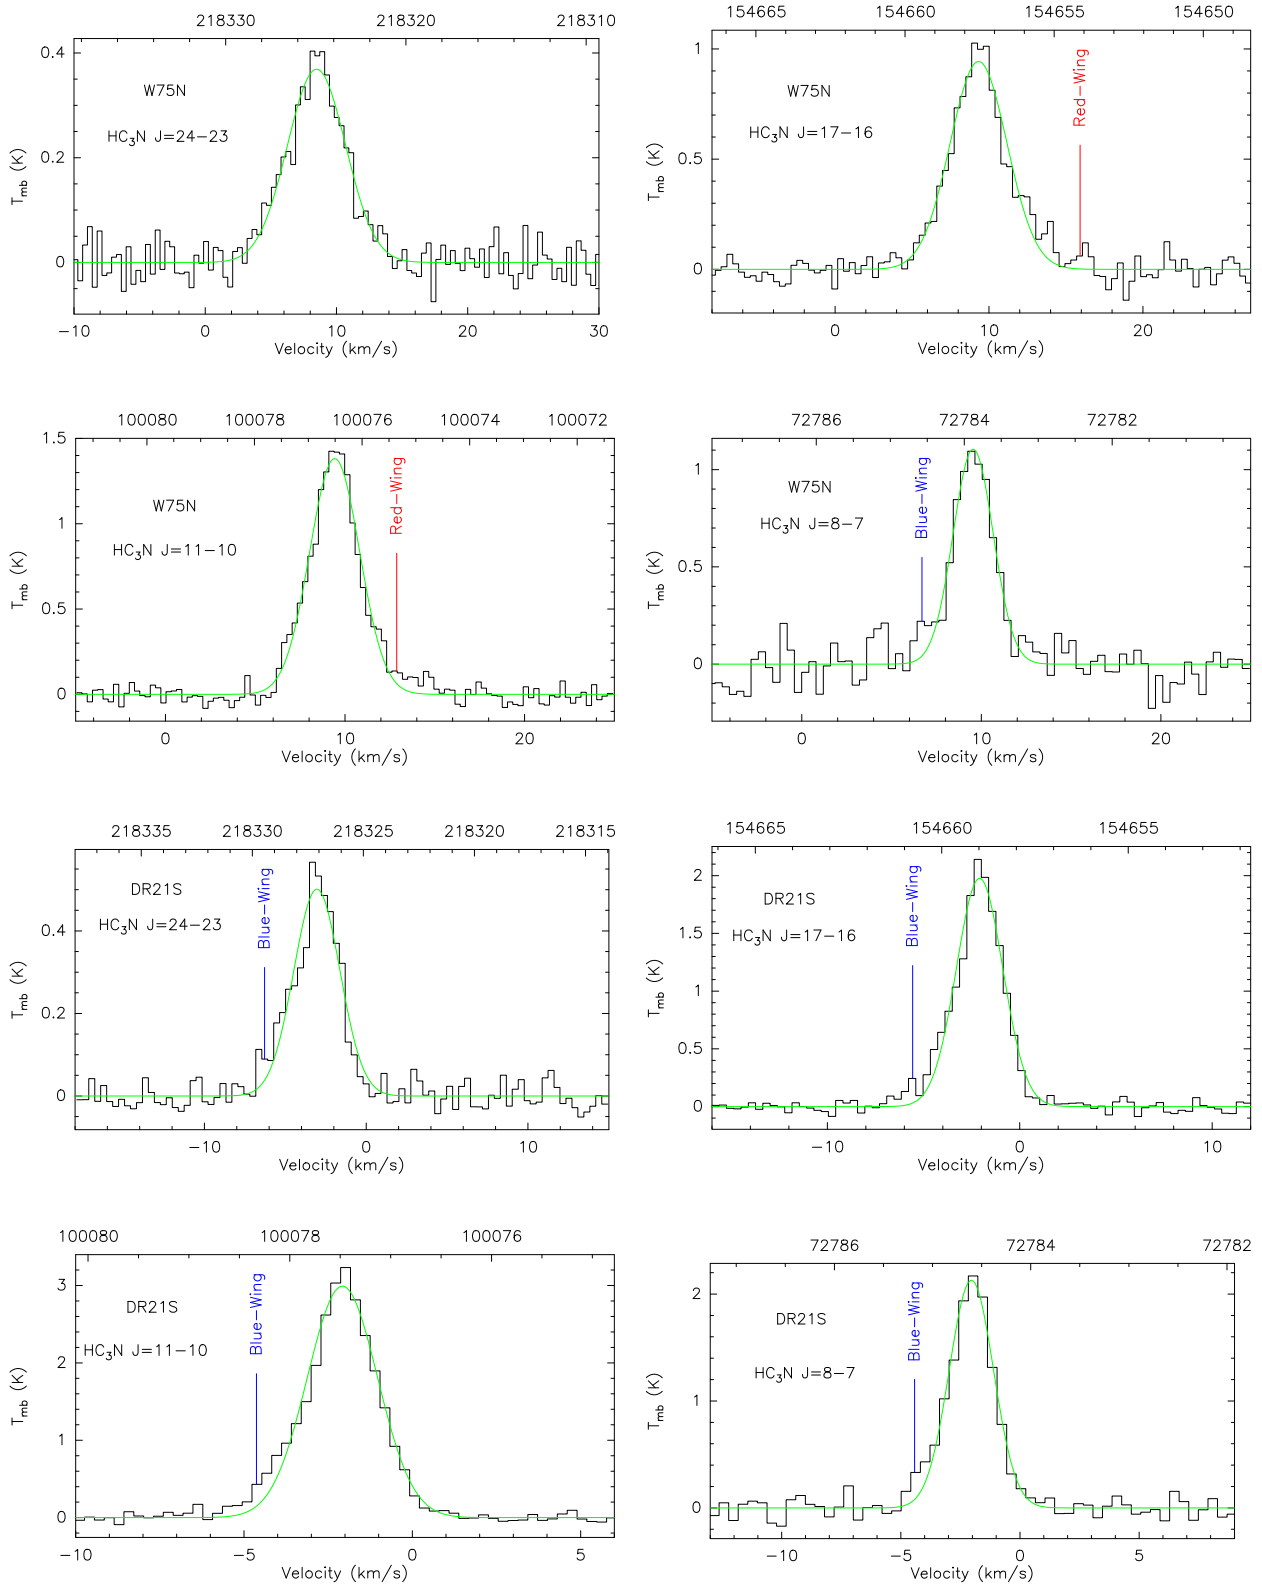 218330 218320 218310
0.4
W75N
HC3N J=24−23
0.2
Tmb (K)
0
−10 0 10 20 30
Velocity (km/s)
154665 154660 154655 154650
1
W75N
HC3N J=17−16
Red−Wing
0.5
Tmb (K)
0
0 10 20
Velocity (km/s)
100080 100078 100076 100074 100072
1.5
W75N
HC3N J=11−10
Red−Wing
1
Tmb (K)
0.5
0
0 10 20
Velocity (km/s)
72786 72784 72782
1
W75N
HC3N J=8−7
Blue−Wing
0.5
Tmb (K)
0
0 10 20
Velocity (km/s)
218335 218330 218325 218320 218315
DR21S
HC3N J=24−23
Blue−Wing
0.4
Tmb (K)
0.2
0
−10 0 10
Velocity (km/s)
154665 154660 154655
2
DR21S
HC3N J=17−16
Blue−Wing
1.5
Tmb (K)
1
0.5
0
−10 0 10
Velocity (km/s)
100080 100078 100076
3
DR21S
HC3N J=11−10
Blue−Wing
2
Tmb (K)
1
0
−10 −5 0 5
Velocity (km/s)
72786 72784 72782
2
DR21S
HC3N J=8−7
Blue−Wing
Tmb (K)
1
0
−10 −5 0 5
Velocity (km/s)